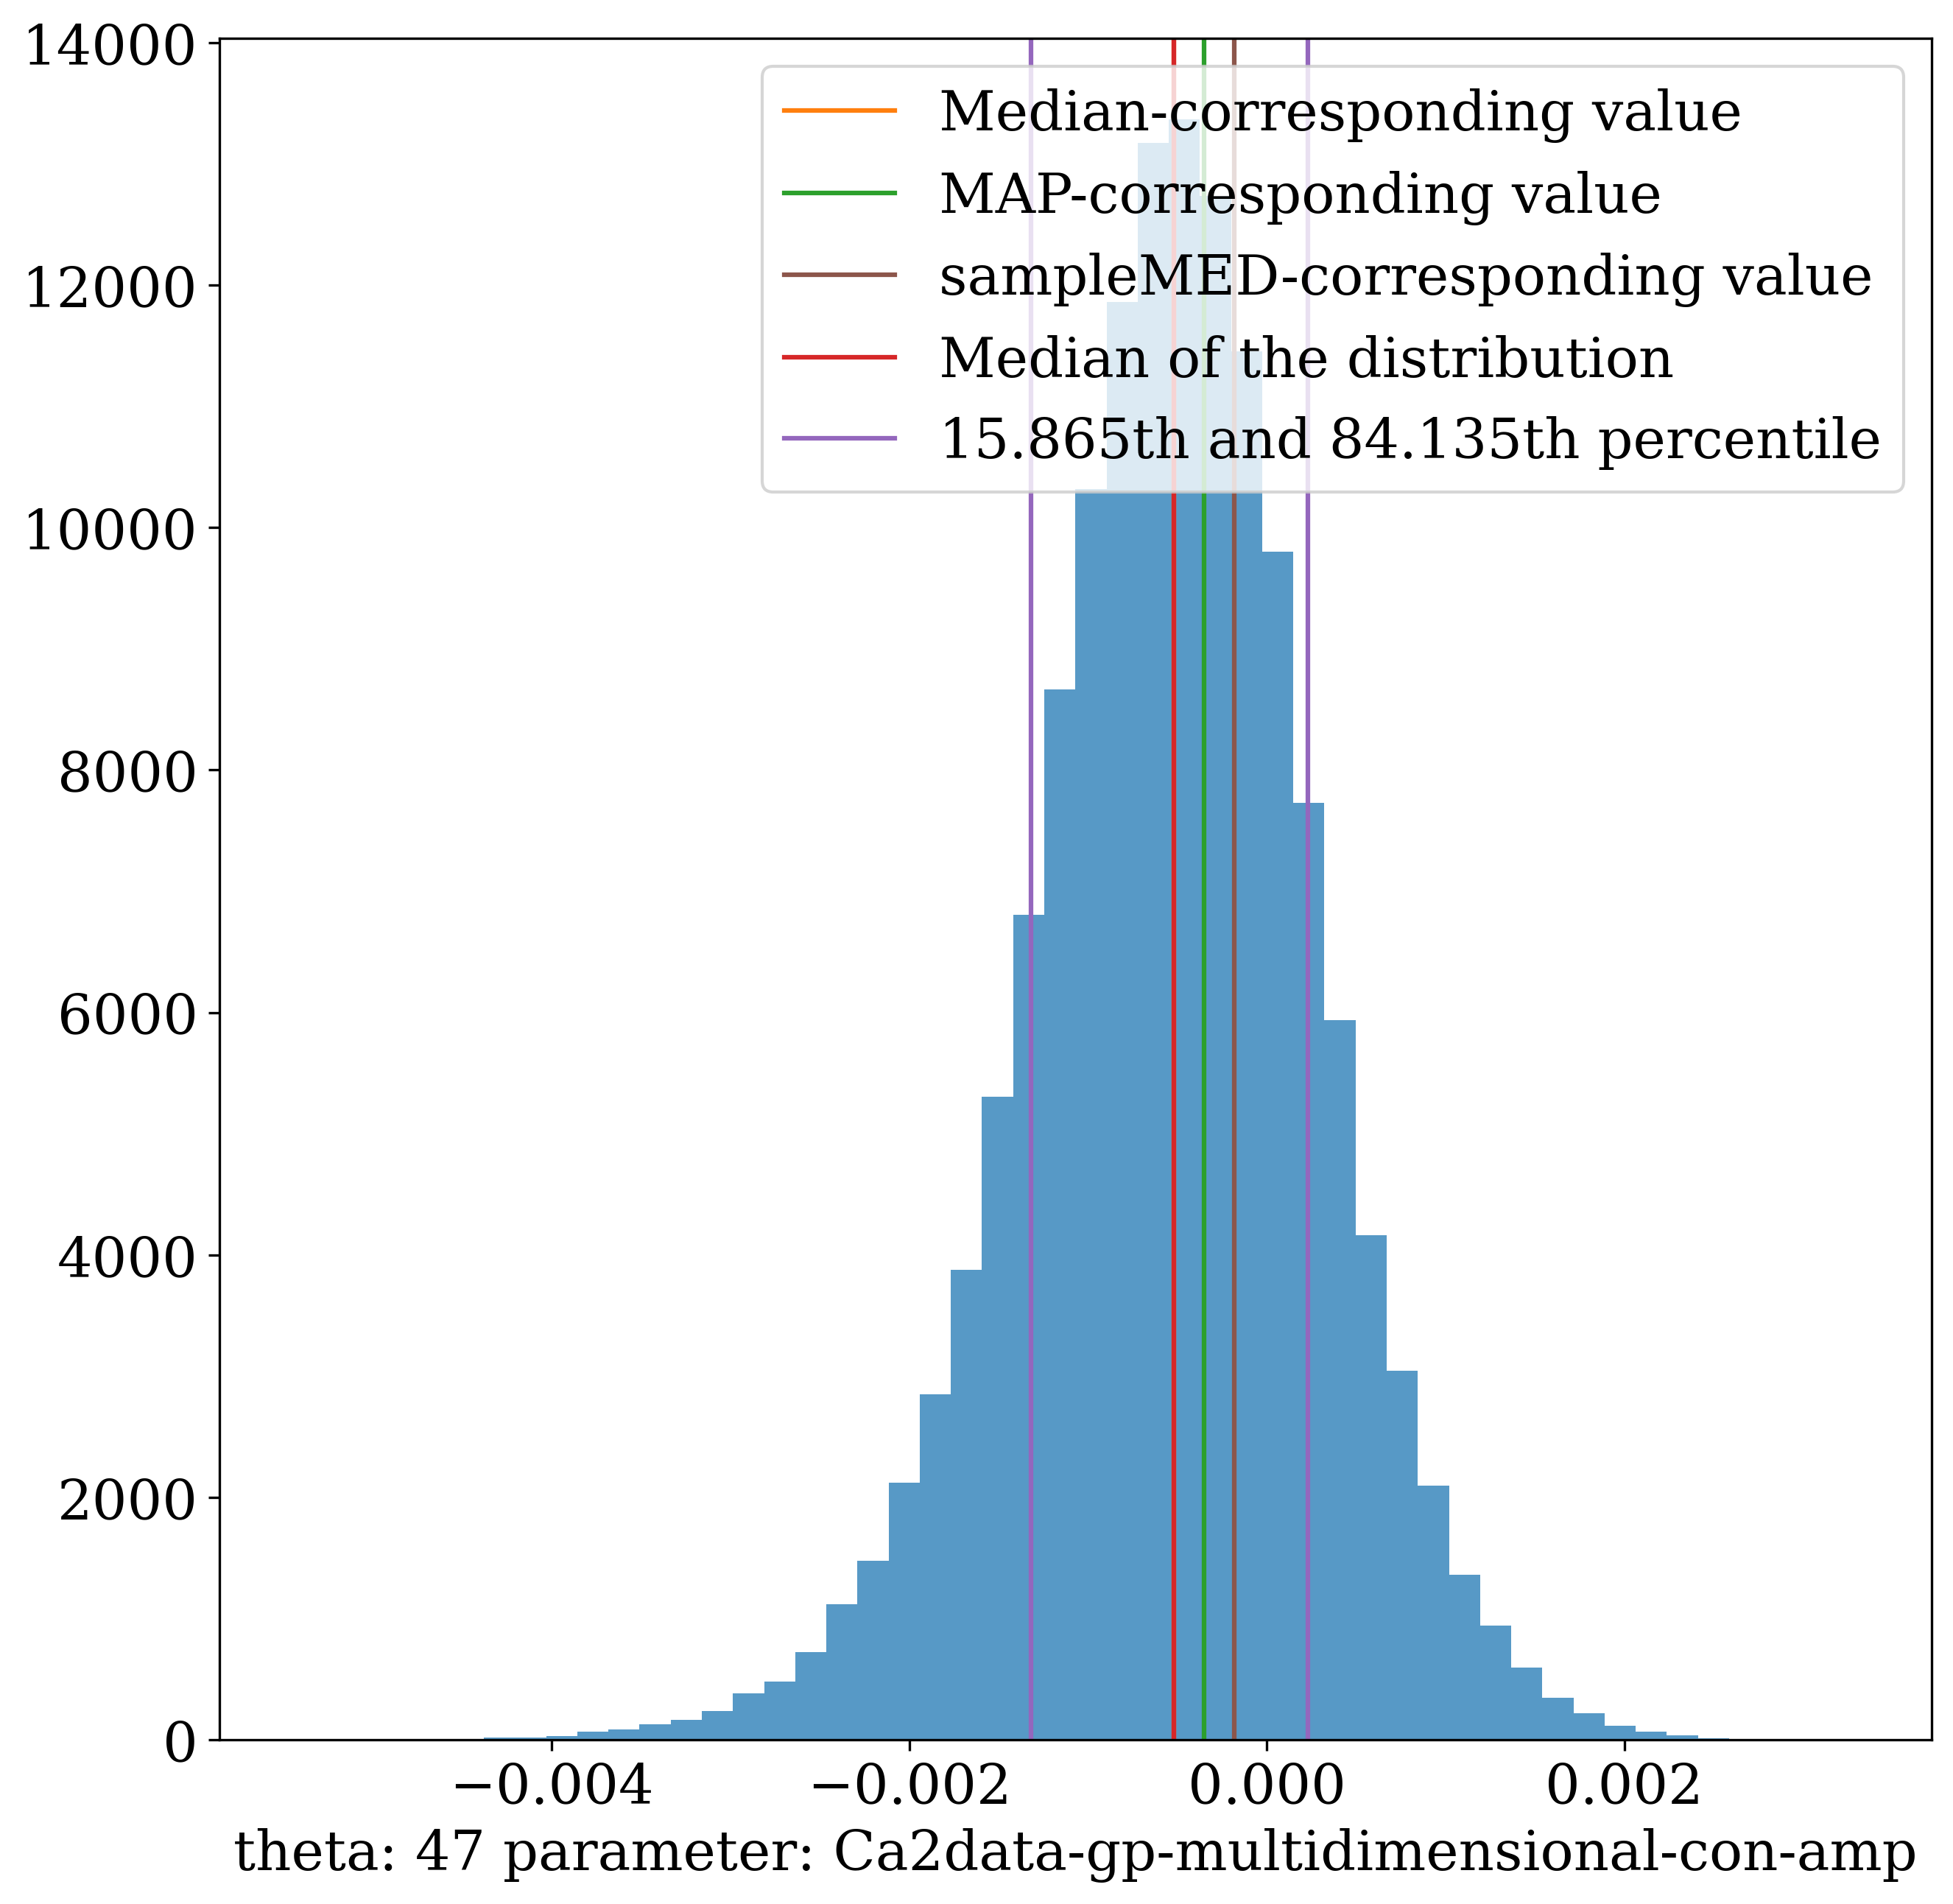 14000
12000
10000
8000
6000
4000
2000
0
Median-corresponding value
MAP-corresponding value
sampleMED-corresponding value
Median of the distribution
15.865th and 84.135th percentile
−0.004 −0.002 0.000 0.002
theta: 47 parameter: Ca2data-gp-multidimensional-con-amp